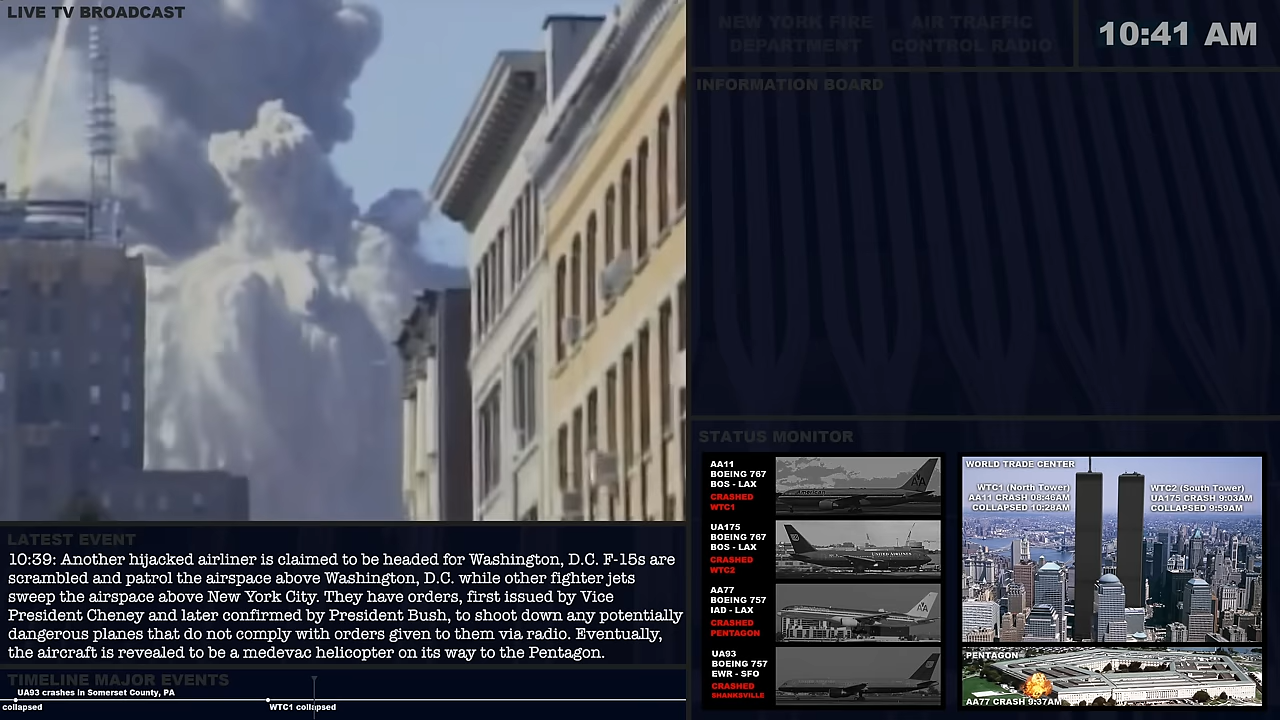 LIVE TV BROADCAST
NEW YORK FIRE
DEPARTMENT
AIR TRAFFIC
CONTROL RADIO
10:41 AM
INFORMATION BOARD
STATUS MONITOR
AA11
BOEING 767
BOS - LAX
CRASHED
WTC1
UA175
BOEING 767
BOS - LAX
CRASHED
WTC2
AA77
BOEING 757
IAD - LAX
CRASHED
PENTAGON
UA93
BOEING 757
EWR - SFO
CRASHED
SHANKSVILLE
WORLD TRADE CENTER
WTC1 (North Tower)
AA11 CRASH 08:46AM
COLLAPSED 10:28AM
WTC2 (South Tower)
UA175 CRASH 9:03AM
COLLAPSED 9:59AM
PENTAGON
AA77 CRASH 9:37AM
LATEST EVENT
10:39: Another hijacked airliner is claimed to be headed for Washington, D.C. F-15s are
scrambled and patrol the airspace above Washington, D.C. while other fighter jets
sweep the airspace above New York City. They have orders, first issued by Vice
President Cheney and later confirmed by President Bush, to shoot down any potentially
dangerous planes that do not comply with orders given to them via radio. Eventually,
the aircraft is revealed to be a medevac helicopter on its way to the Pentagon.
TIMELINE MAJOR EVENTS
UA93 crashes in Somerset County, PA
collapsed
WTC1 collapsed